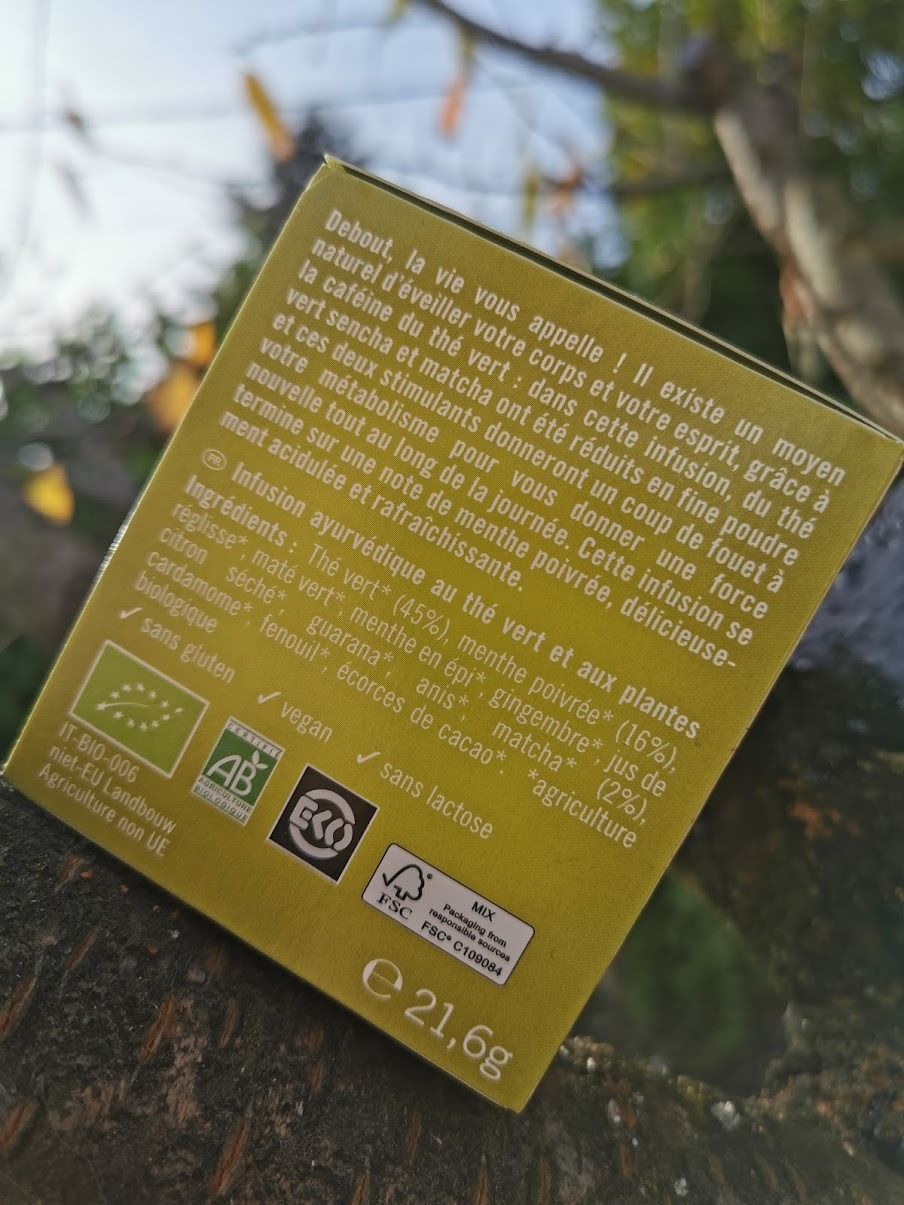 Debout, la vie vous appelle ! Il existe un moyen
naturel d'éveiller votre corps et votre esprit, grâce à
la caféine du thé vert : dans cette infusion, du thé
vert sencha et matcha ont été réduits en fine poudre
et ces deux stimulants donneront un coup de fouet à
votre métabolisme pour vous donner une force
nouvelle tout au long de la journée. Cette infusion se
termine sur une note de menthe poivrée, délicieuse-
ment acidulée et rafraîchissante.
FR Infusion ayurvédique au thé vert et aux plantes
Ingrédients : Thé vert* (45%), menthe poivrée* (16%),
réglisse*, maté vert*, menthe en épi*, gingembre*, jus de
citron séché*, guarana*, anis*, matcha* (2%),
cardamome*, fenouil*, écorces de cacao*. *agriculture
biologique
✓ sans gluten ✓ vegan ✓ sans lactose
IT-BIO-006
niet-EU Landbouw
Agriculture non UE
CERTIFIÉ
AB
AGRICULTURE
BIOLOGIQUE
EKO
FSC
MIX
Packaging from
responsible sources
FSC® C109084
e 21,6g